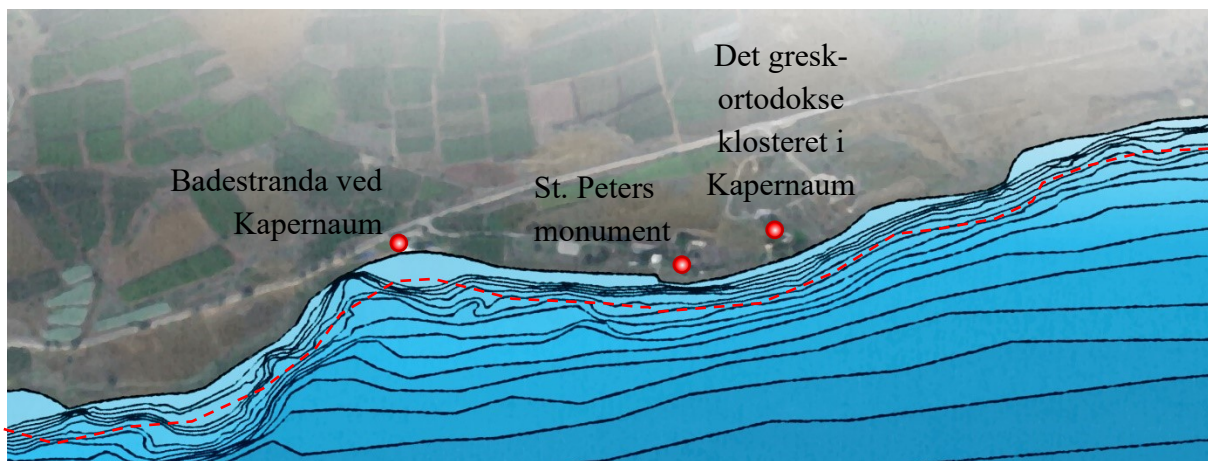 Badestranda ved
Kapernaum
St. Peters
monument
Det gresk-
ortodokse
klosteret i
Kapernaum